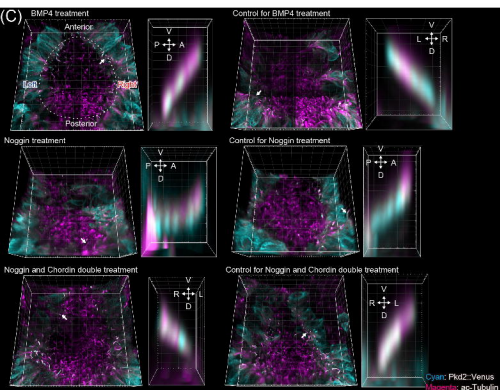 (C)
BMP4 treatment
Control for BMP4 treatment
Anterior
Left
Right
Posterior
V
P A
D
V
L R
D
Noggin treatment
Control for Noggin treatment
V
P A
D
V
P A
D
Noggin and Chordin double treatment
Control for Noggin and Chordin double treatment
V
R L
D
V
R L
D
Cyan: Pkd2::Venus
Magenta: ac-Tubulin